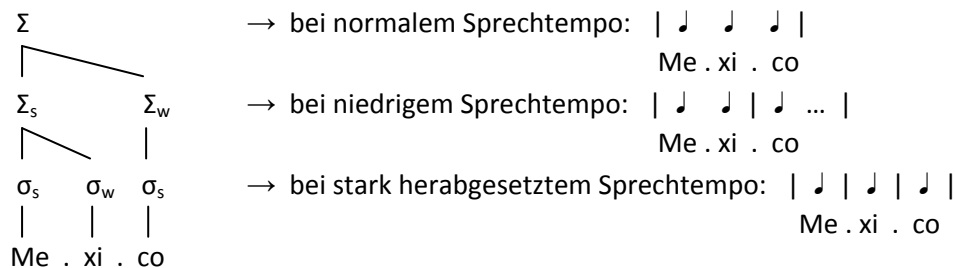 Σ → bei normalem Sprechtempo: | ♩ ♩ ♩ |
Me . xi . co
Σs Σw → bei niedrigem Sprechtempo: | ♩ ♩ | ♩ … |
Me . xi . co
σs σw σs → bei stark herabgesetztem Sprechtempo: | ♩ | ♩ | ♩ |
Me . xi . co
Me . xi . co